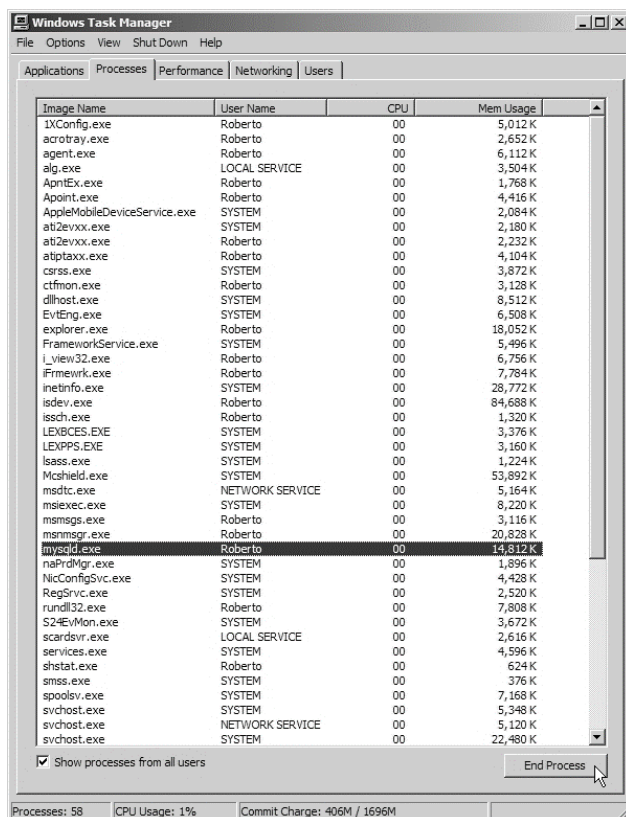 Windows Task Manager
File Options View Shut Down Help
Applications Processes Performance Networking Users
Image Name User Name CPU Mem Usage
1XConfig.exe Roberto 00 5,012 K
acrotray.exe Roberto 00 2,652 K
agent.exe Roberto 00 6,112 K
alg.exe LOCAL SERVICE 00 3,504 K
ApntEx.exe Roberto 00 1,768 K
Apoint.exe Roberto 00 4,416 K
AppleMobileDeviceService.exe SYSTEM 00 2,084 K
ati2evxx.exe SYSTEM 00 2,180 K
ati2evxx.exe Roberto 00 2,232 K
atiptaxx.exe Roberto 00 4,104 K
csrss.exe SYSTEM 00 3,872 K
ctfmon.exe Roberto 00 3,128 K
dllhost.exe SYSTEM 00 8,512 K
EvtEng.exe SYSTEM 00 6,508 K
explorer.exe Roberto 00 18,052 K
FrameworkService.exe SYSTEM 00 5,496 K
i_view32.exe Roberto 00 6,756 K
iFrmewrk.exe Roberto 00 7,784 K
inetinfo.exe SYSTEM 00 28,772 K
isdev.exe Roberto 00 84,688 K
issch.exe Roberto 00 1,320 K
LEXBCES.EXE SYSTEM 00 3,376 K
LEXPPS.EXE SYSTEM 00 3,160 K
lsass.exe SYSTEM 00 1,224 K
Mcshield.exe SYSTEM 00 53,892 K
msdtc.exe NETWORK SERVICE 00 5,164 K
msiexec.exe SYSTEM 00 8,220 K
msmsgs.exe Roberto 00 3,116 K
msnmsgr.exe Roberto 00 20,828 K
mysqld.exe Roberto 00 14,812 K
naPrdMgr.exe SYSTEM 00 1,896 K
NicConfigSvc.exe SYSTEM 00 4,428 K
RegSrvc.exe SYSTEM 00 2,520 K
rundll32.exe Roberto 00 7,808 K
S24EvMon.exe SYSTEM 00 3,672 K
scardsvr.exe LOCAL SERVICE 00 2,616 K
services.exe SYSTEM 00 4,596 K
shstat.exe Roberto 00 624 K
smss.exe SYSTEM 00 376 K
spoolsv.exe SYSTEM 00 7,168 K
svchost.exe SYSTEM 00 5,348 K
svchost.exe NETWORK SERVICE 00 5,120 K
svchost.exe SYSTEM 00 22,480 K
Show processes from all users
End Process
Processes: 58 CPU Usage: 1% Commit Charge: 406M / 1696M